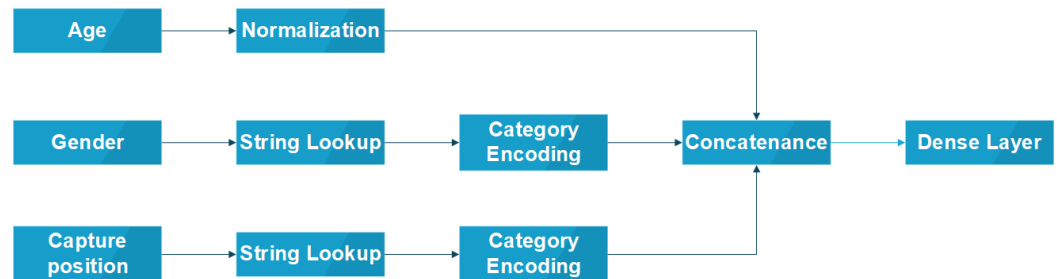 Age
Normalization
Gender
String Lookup
Category
Encoding
Concatenance
Dense Layer
Capture
position
String Lookup
Category
Encoding